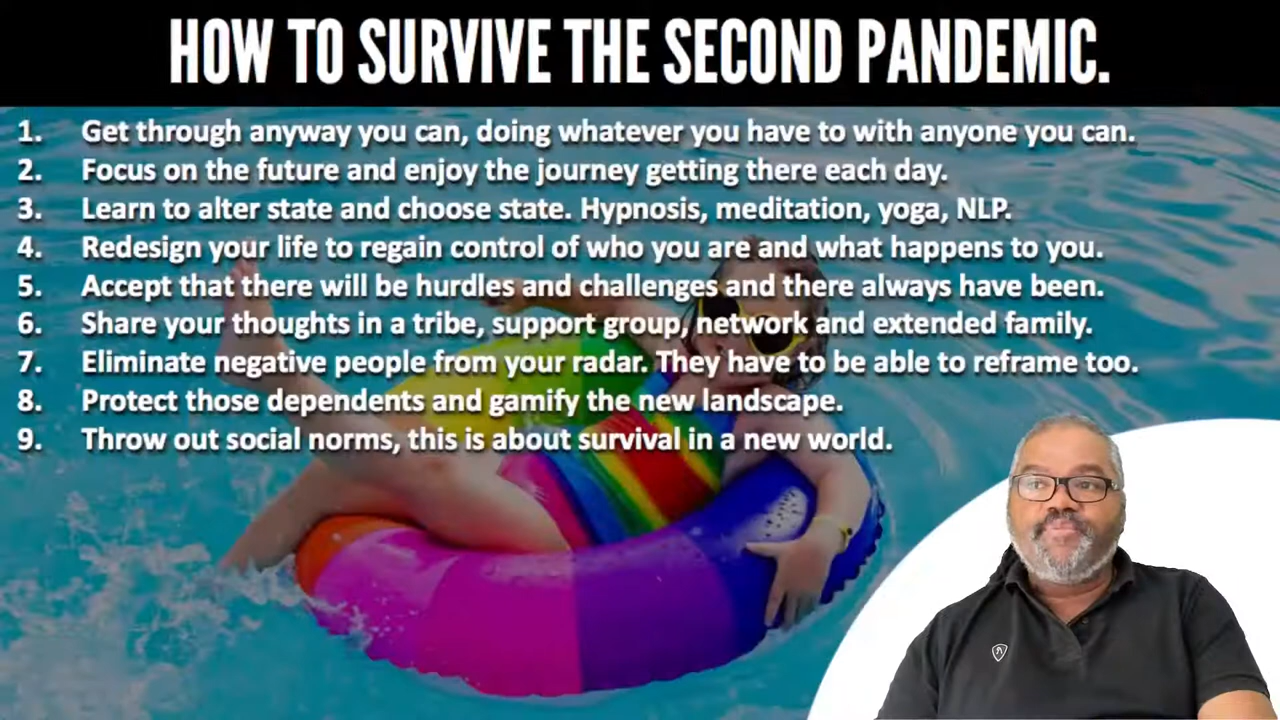 HOW TO SURVIVE THE SECOND PANDEMIC.
1. Get through anyway you can, doing whatever you have to with anyone you can.
2. Focus on the future and enjoy the journey getting there each day.
3. Learn to alter state and choose state. Hypnosis, meditation, yoga, NLP.
4. Redesign your life to regain control of who you are and what happens to you.
5. Accept that there will be hurdles and challenges and there always have been.
6. Share your thoughts in a tribe, support group, network and extended family.
7. Eliminate negative people from your radar. They have to be able to reframe too.
8. Protect those dependents and gamify the new landscape.
9. Throw out social norms, this is about survival in a new world.